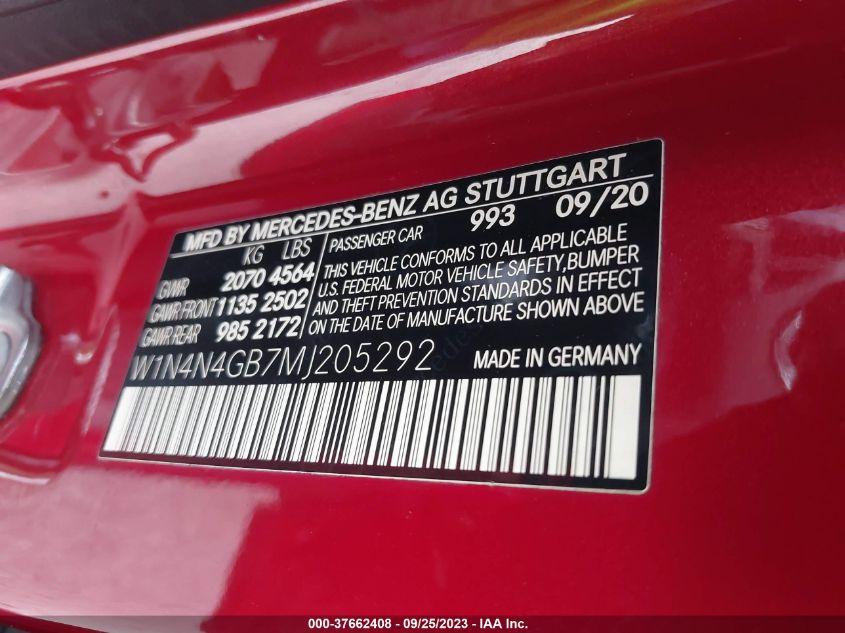 MFD BY MERCEDES-BENZ AG STUTTGART
KG LBS PASSENGER CAR 993 09/20
GVWR 2070 4564
GAWR FRONT 1135 2502
GAWR REAR 985 2172
THIS VEHICLE CONFORMS TO ALL APPLICABLE
U.S. FEDERAL MOTOR VEHICLE SAFETY, BUMPER
AND THEFT PREVENTION STANDARDS IN EFFECT
ON THE DATE OF MANUFACTURE SHOWN ABOVE
W1N4N4GB7MJ205292 MADE IN GERMANY
000-37662408 - 09/25/2023 - IAA Inc.